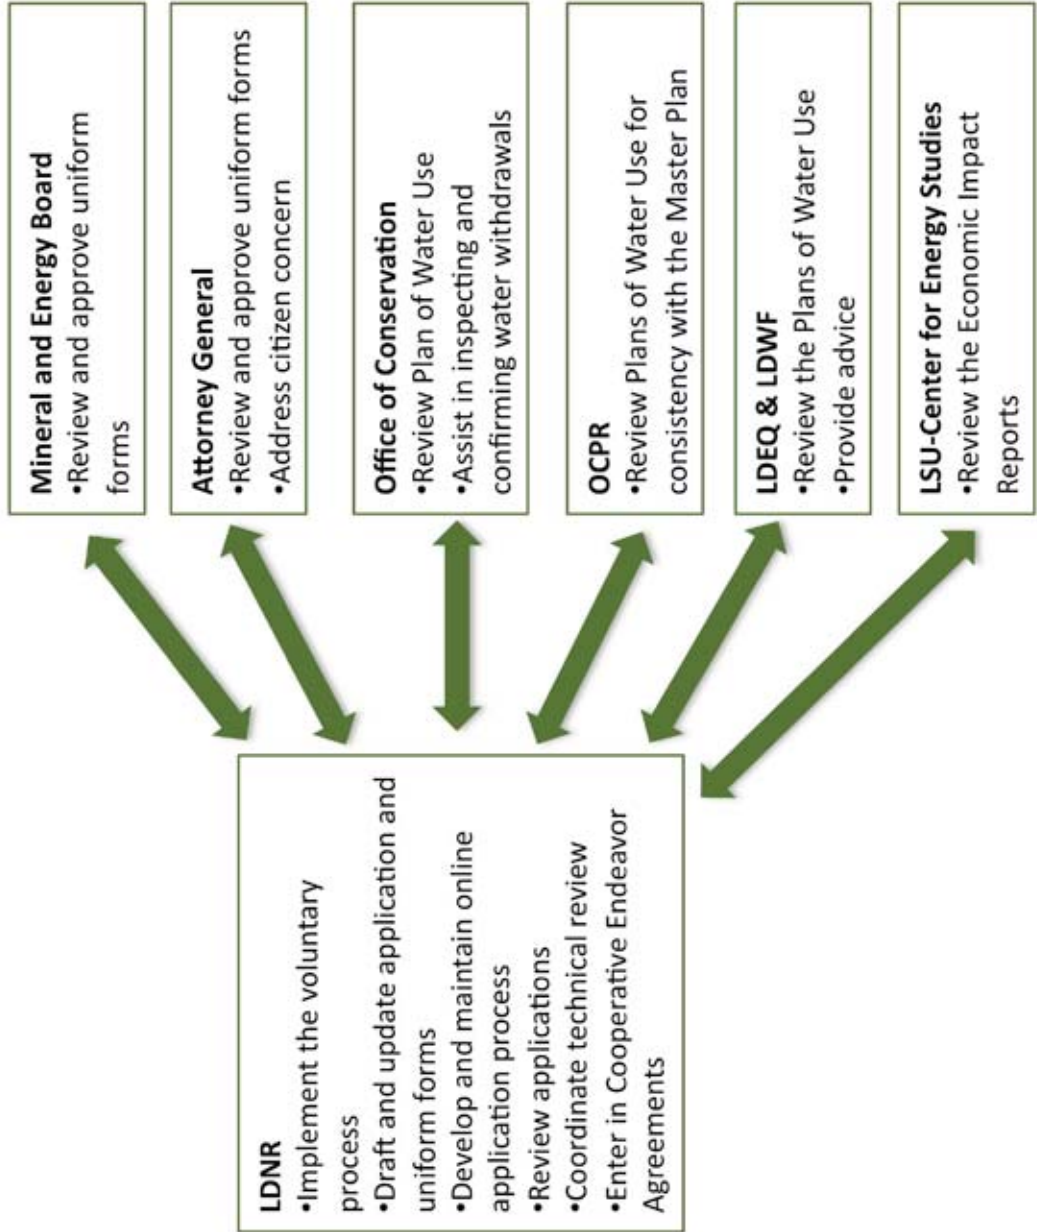 LDNR
•Implement the voluntary
process
•Draft and update application and
uniform forms
•Develop and maintain online
application process
•Review applications
•Coordinate technical review
•Enter in Cooperative Endeavor
Agreements
Mineral and Energy Board
•Review and approve uniform
forms
Attorney General
•Review and approve uniform forms
•Address citizen concern
Office of Conservation
•Review Plan of Water Use
•Assist in inspecting and
confirming water withdrawals
OCPR
•Review Plans of Water Use for
consistency with the Master Plan
LDEQ & LDWF
•Review the Plans of Water Use
•Provide advice
LSU-Center for Energy Studies
•Review the Economic Impact
Reports